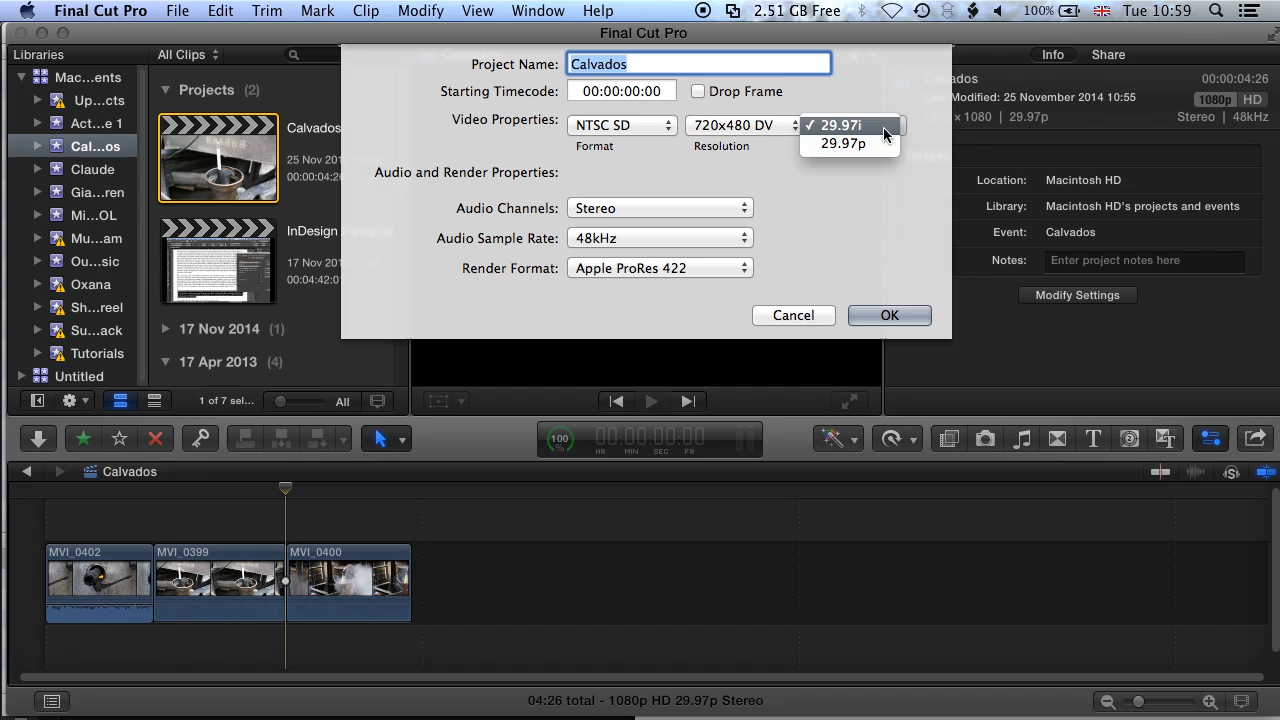 Final Cut Pro File Edit Trim Mark Clip Modify View Window Help 2.51 GB Free 100% Tue 10:59
Final Cut Pro
Libraries All Clips Info Share
Mac...ents
Up...cts
Act...e 1
Cal...os
Claude
Gia...ren
Mi...OL
Mu...am
Ou...sic
Oxana
Sh...reel
Su...ack
Tutorials
Untitled
Projects (2)
Calvados
25 Nov
00:00:04:26
InDesign
17 Nov 2014
00:04:42:0
17 Nov 2014 (1)
17 Apr 2013 (4)
Project Name: Calvados
Starting Timecode: 00:00:00:00 Drop Frame
Video Properties: NTSC SD 720x480 DV ✓ 29.97i
29.97p
Format Resolution
Audio and Render Properties:
Audio Channels: Stereo
Audio Sample Rate: 48kHz
Render Format: Apple ProRes 422
Cancel OK
00:00:04:26
Modified: 25 November 2014 10:55 1080p HD
x 1080 | 29.97p Stereo | 48kHz
Location: Macintosh HD
Library: Macintosh HD's projects and events
Event: Calvados
Notes: Enter project notes here
Modify Settings
1 of 7 sel... All
100 00:00:00:00
HR MIN SEC FR
Calvados
MVI_0402 MVI_0399 MVI_0400
04:26 total - 1080p HD 29.97p Stereo